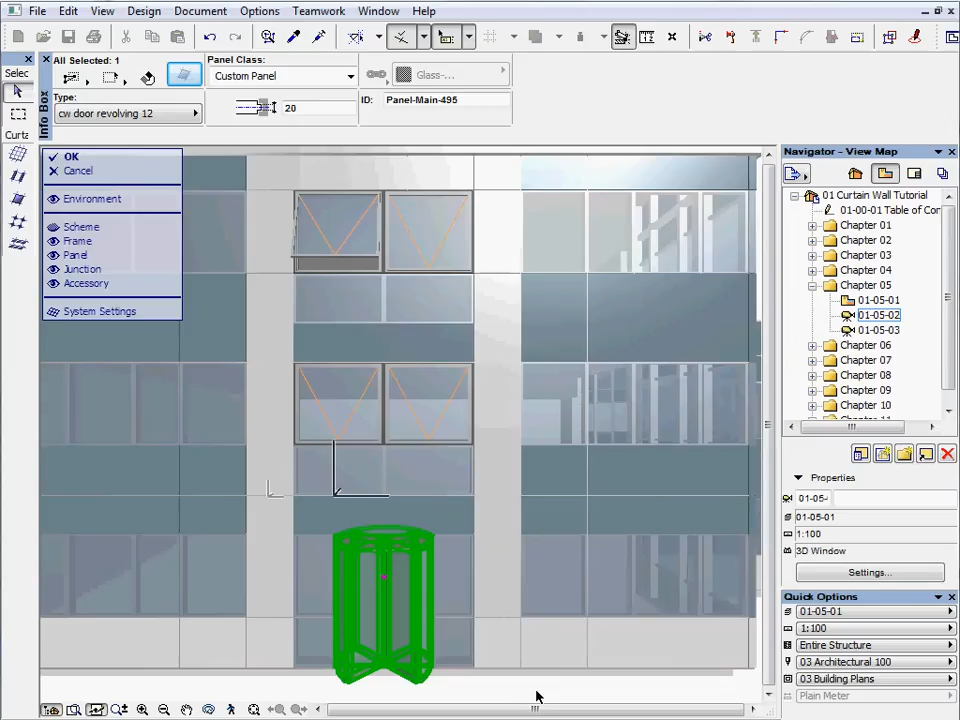 File Edit View Design Document Options Teamwork Window Help
Selec
All Selected: 1
Panel Class:
Custom Panel
Glass-...
Info Box
Type:
cw door revolving 12
20
ID:
Panel-Main-495
Curta
OK
Cancel
Environment
Scheme
Frame
Panel
Junction
Accessory
System Settings
Navigator - View Map
01 Curtain Wall Tutorial
01-00-01 Table of Cor
Chapter 01
Chapter 02
Chapter 03
Chapter 04
Chapter 05
01-05-01
01-05-02
01-05-03
Chapter 06
Chapter 07
Chapter 08
Chapter 09
Chapter 10
Properties
01-05-
01-05-01
1:100
3D Window
Settings...
Quick Options
01-05-01
1:100
Entire Structure
03 Architectural 100
03 Building Plans
Plain Meter